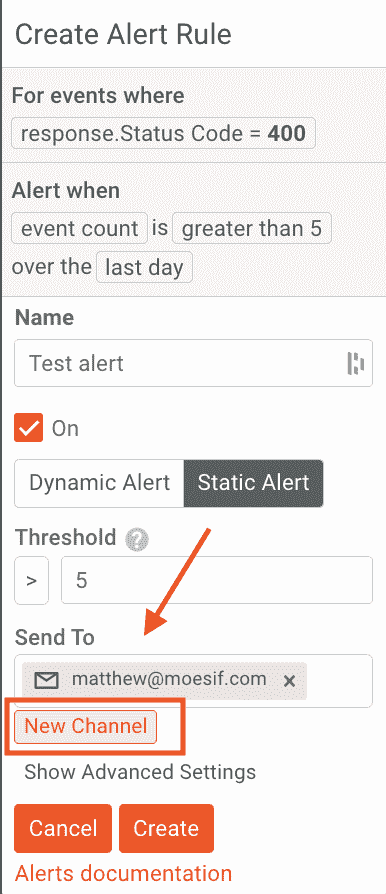 Create Alert Rule
For events where
response.Status Code = 400
Alert when
event count is greater than 5
over the last day
Name
Test alert
On
Dynamic Alert Static Alert
Threshold ?
> 5
Send To
matthew@moesif.com ×
New Channel
Show Advanced Settings
Cancel Create
Alerts documentation